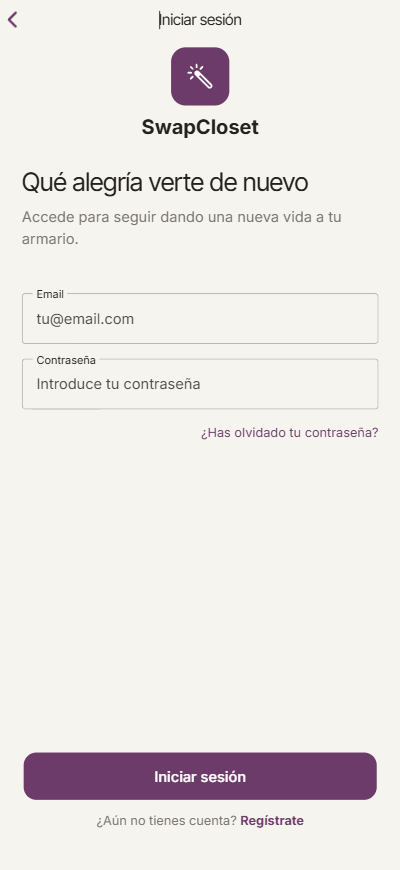 Iniciar sesión
SwapCloset
Qué alegría verte de nuevo
Accede para seguir dando una nueva vida a tu
armario.
Email
tu@email.com
Contraseña
Introduce tu contraseña
¿Has olvidado tu contraseña?
Iniciar sesión
¿Aún no tienes cuenta? Regístrate